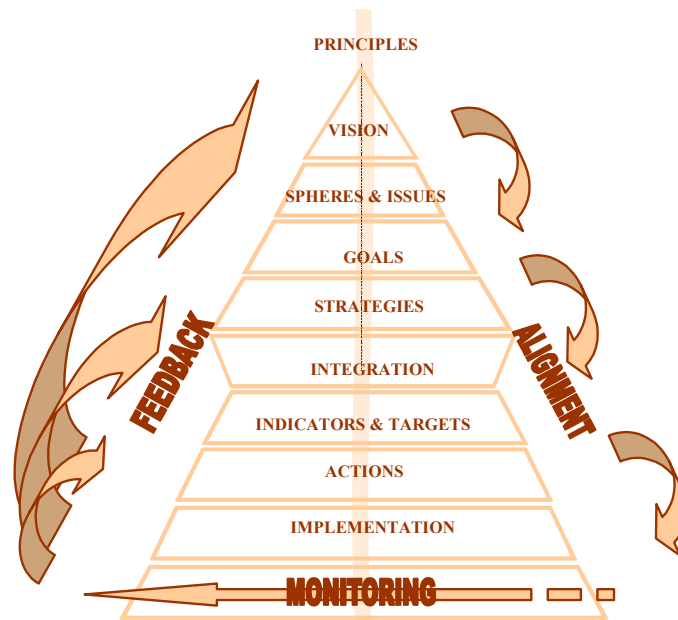 PRINCIPLES
VISION
SPHERES & ISSUES
GOALS
STRATEGIES
FEEDBACK
ALIGNMENT
INTEGRATION
INDICATORS & TARGETS
ACTIONS
IMPLEMENTATION
MONITORING